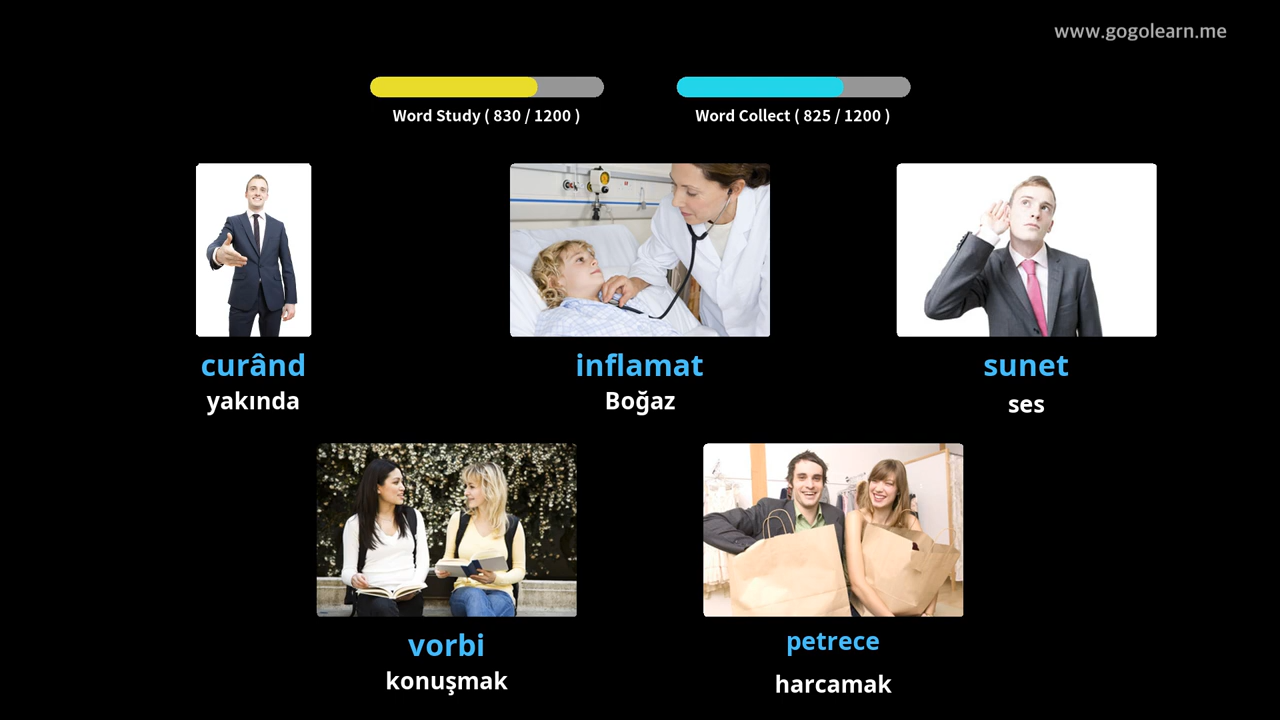 www.gogolearn.me
Word Study ( 830 / 1200 )
Word Collect ( 825 / 1200 )
curând
yakında
inflamat
Boğaz
sunet
ses
vorbi
konuşmak
petrece
harcamak